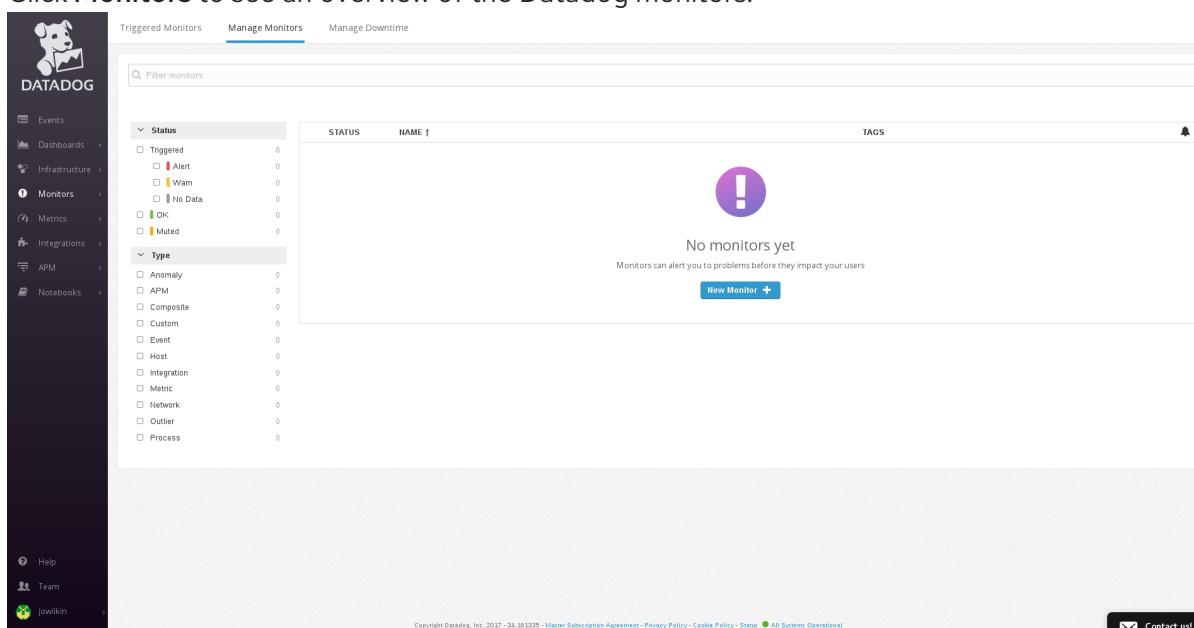 Click Monitors to see an overview of the Datadog monitors.
Triggered Monitors Manage Monitors Manage Downtime
DATADOG
Filter monitors
Events
Dashboards
Infrastructure
Monitors
Metrics
Integrations
APM
Notebooks
Status
Triggered 0
Alert 0
Warn 0
No Data 0
OK 0
Muted 0
Type
Anomaly 0
APM 0
Composite 0
Custom 0
Event 0
Host 0
Integration 0
Metric 0
Network 0
Outlier 0
Process 0
STATUS NAME ↑ TAGS
No monitors yet
Monitors can alert you to problems before they impact your users
New Monitor +
Help
Team
jowilkin
Copyright Datadog, Inc. 2017 - 34.161335 - Master Subscription Agreement - Privacy Policy - Cookie Policy - Status All Systems Operational
Contact us!